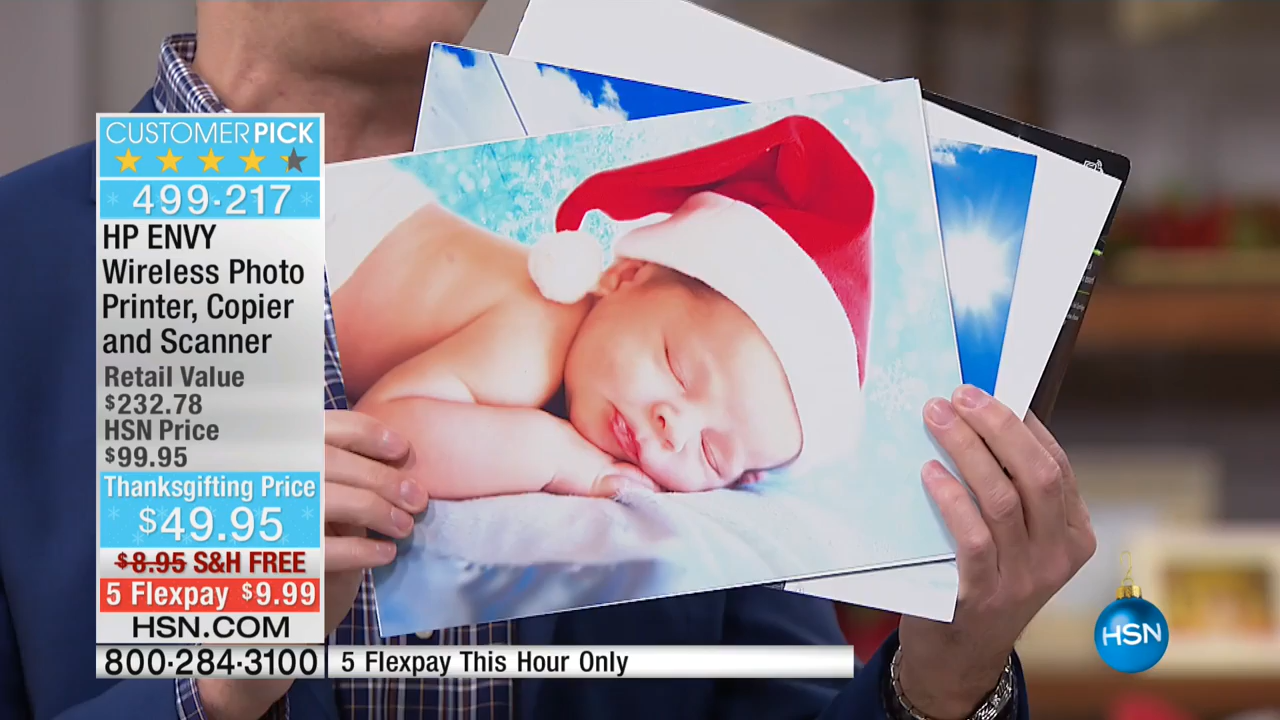 CUSTOMERPICK
499·217
HP ENVY
Wireless Photo
Printer, Copier
and Scanner
Retail Value
$232.78
HSN Price
$99.95
Thanksgifting Price
$49.95
$8.95 S&H FREE
5 Flexpay $9.99
HSN.COM
800·284·3100
5 Flexpay This Hour Only
HSN